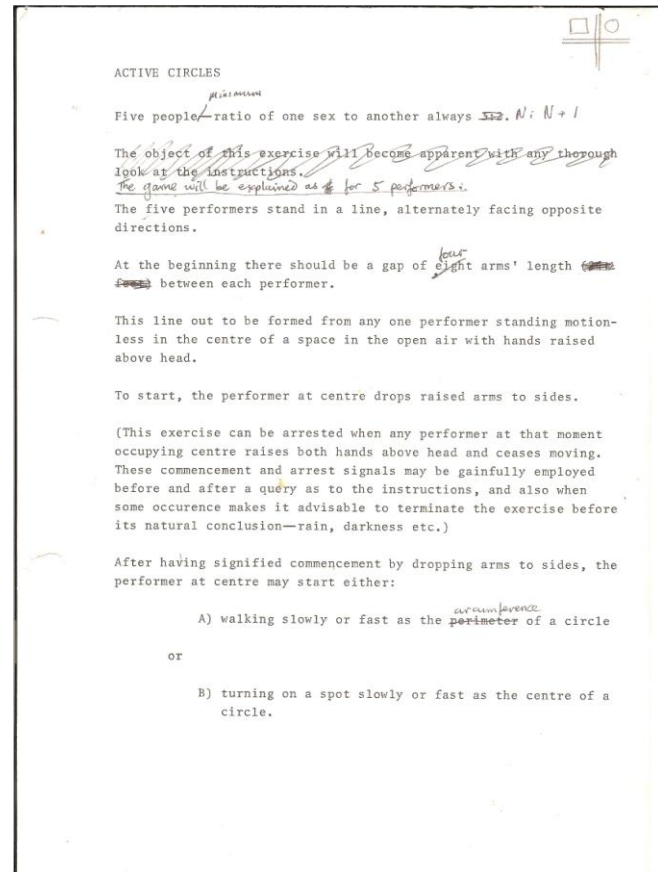 ACTIVE CIRCLES
minimum
Five people/ratio of one sex to another always 3:2. N: N + 1
The object of this exercise will become apparent with any thorough
look at the instructions.
The game will be explained as for 5 performers:
The five performers stand in a line, alternately facing opposite
directions.
four
At the beginning there should be a gap of eight arms' length
between each performer.
This line out to be formed from any one performer standing motion-
less in the centre of a space in the open air with hands raised
above head.
To start, the performer at centre drops raised arms to sides.
(This exercise can be arrested when any performer at that moment
occupying centre raises both hands above head and ceases moving.
These commencement and arrest signals may be gainfully employed
before and after a query as to the instructions, and also when
some occurence makes it advisable to terminate the exercise before
its natural conclusion—rain, darkness etc.)
After having signified commencement by dropping arms to sides, the
performer at centre may start either:
circumference
A) walking slowly or fast as the perimeter of a circle
or
B) turning on a spot slowly or fast as the centre of a
circle.